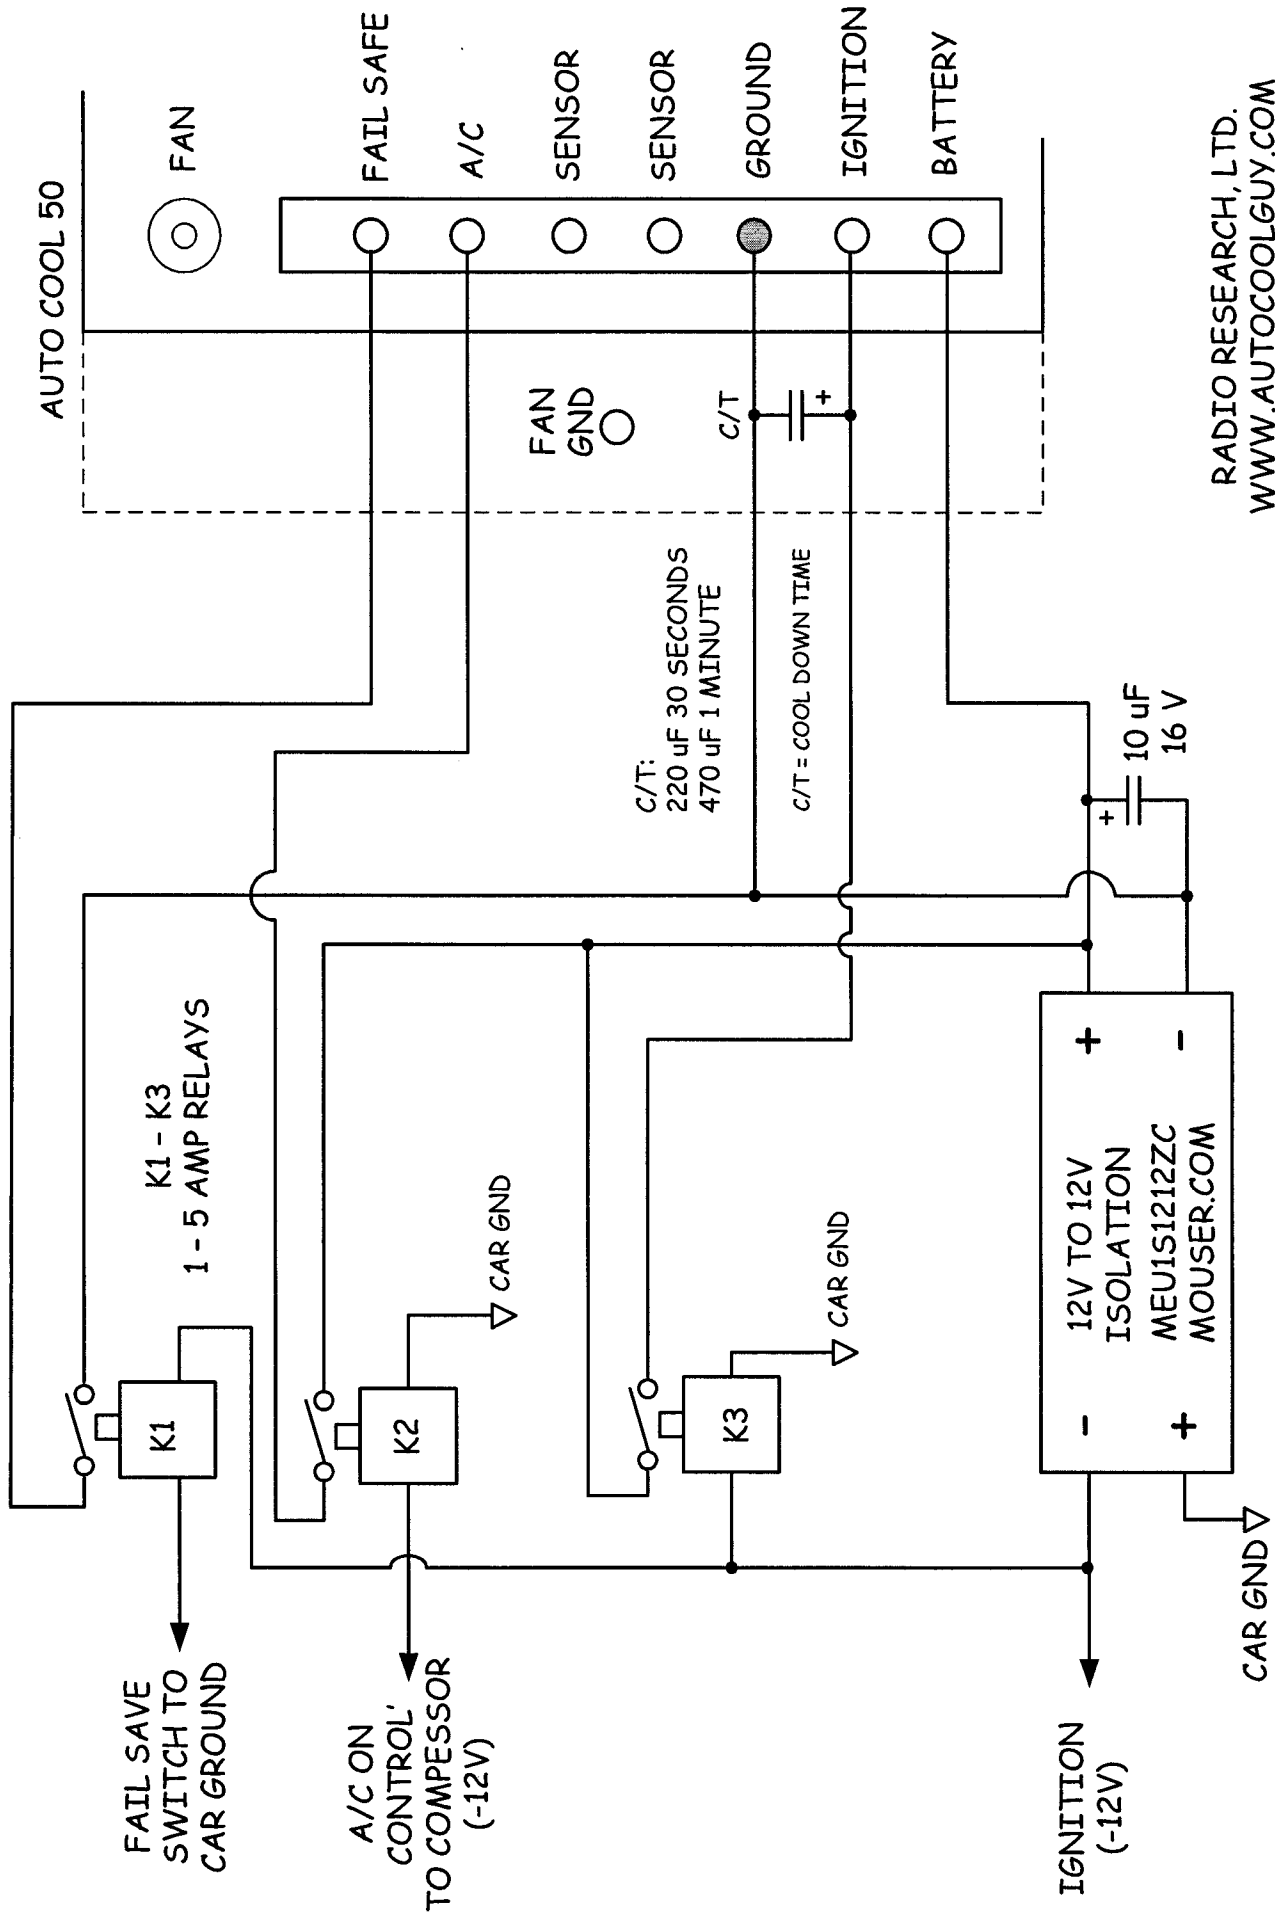 AUTO COOL 50
FAN
FAIL SAFE
A/C
SENSOR
SENSOR
GROUND
IGNITION
BATTERY
FAN
GND
C/T
+
C/T:
220 uF 30 SECONDS
470 uF 1 MINUTE
C/T = COOL DOWN TIME
+
10 uF
16 V
K1 - K3
1 - 5 AMP RELAYS
K1
K2
K3
CAR GND
CAR GND
FAIL SAVE
SWITCH TO
CAR GROUND
A/C ON
CONTROL'
TO COMPESSOR
(-12V)
IGNITION
(-12V)
- +
+ -
12V TO 12V
ISOLATION
MEU1S1212ZC
MOUSER.COM
CAR GND
RADIO RESEARCH, LTD.
WWW.AUTOCOOLGUY.COM